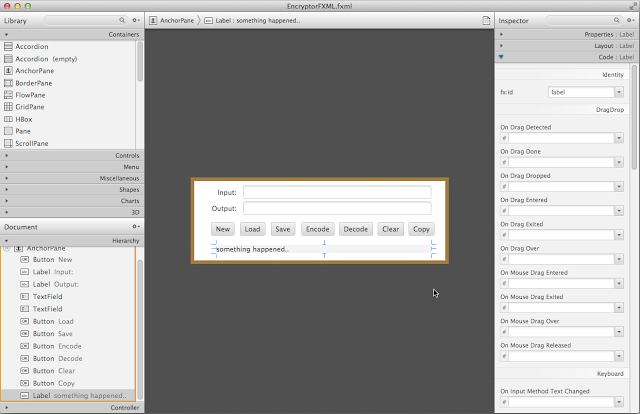 EncryptorFXML.fxml
Library
Containers
Accordion
Accordion (empty)
AnchorPane
BorderPane
FlowPane
GridPane
HBox
Pane
ScrollPane
Controls
Menu
Miscellaneous
Shapes
Charts
3D
Document
Hierarchy
AnchorPane
Button New
Label Input:
Label Output:
TextField
TextField
Button Load
Button Save
Button Encode
Button Decode
Button Clear
Button Copy
Label something happened..
Controller
AnchorPane Label : something happened..
Input:
Output:
New Load Save Encode Decode Clear Copy
something happened..
Inspector
Properties : Label
Layout : Label
Code : Label
Identity
fx:id label
DragDrop
On Drag Detected
#
On Drag Done
#
On Drag Dropped
#
On Drag Entered
#
On Drag Exited
#
On Drag Over
#
On Mouse Drag Entered
#
On Mouse Drag Exited
#
On Mouse Drag Over
#
On Mouse Drag Released
#
Keyboard
On Input Method Text Changed
#